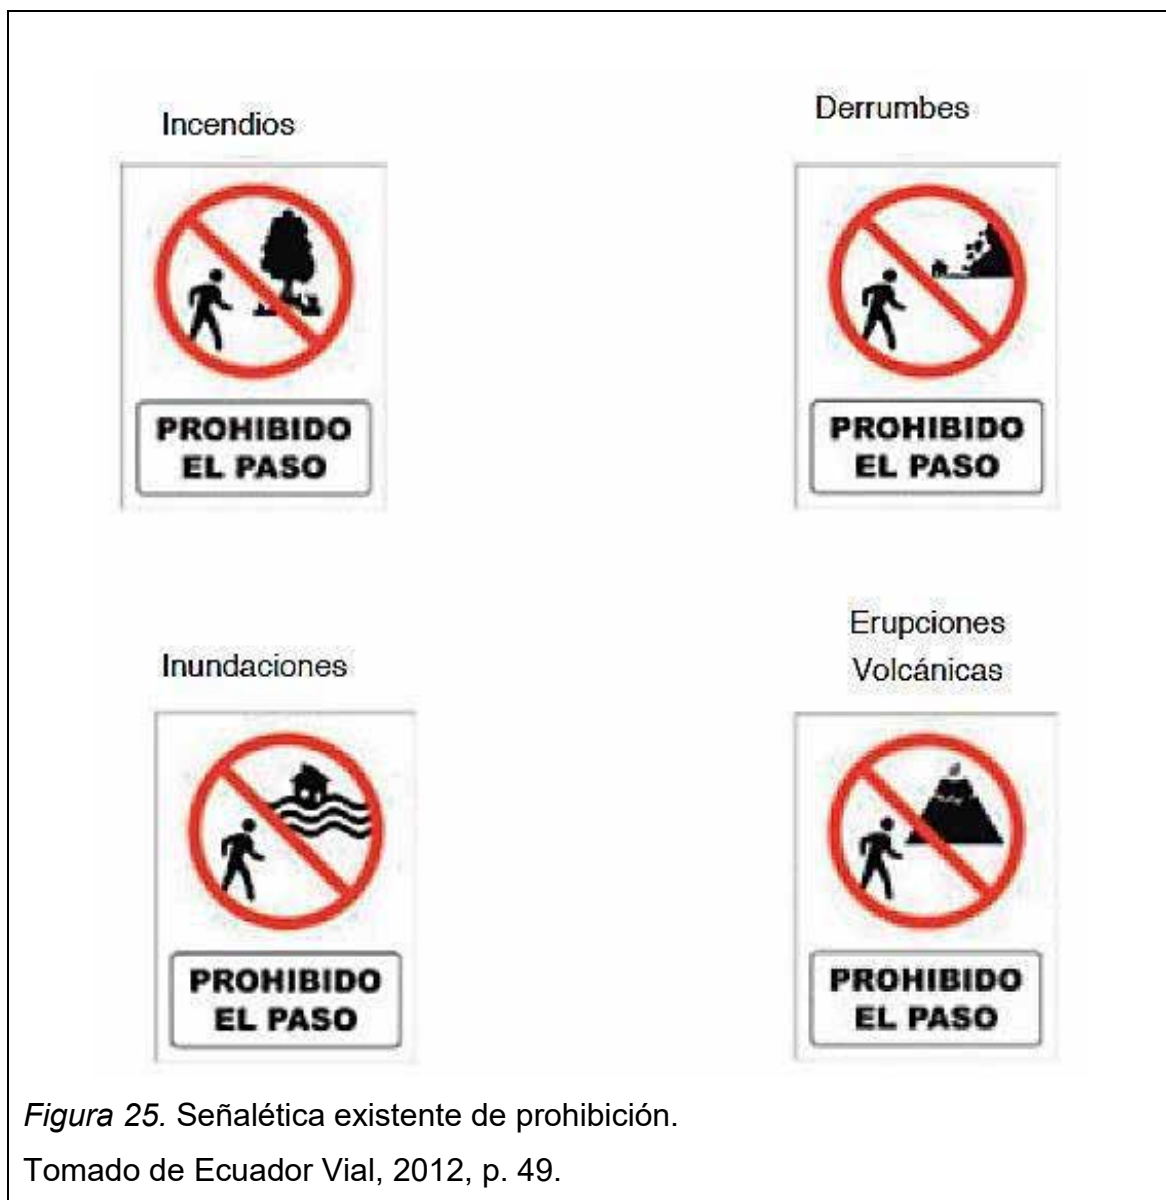 Incendios
Derrumbes
PROHIBIDO
EL PASO
PROHIBIDO
EL PASO
Inundaciones
Erupciones
Volcánicas
PROHIBIDO
EL PASO
PROHIBIDO
EL PASO
Figura 25. Señalética existente de prohibición.
Tomado de Ecuador Vial, 2012, p. 49.